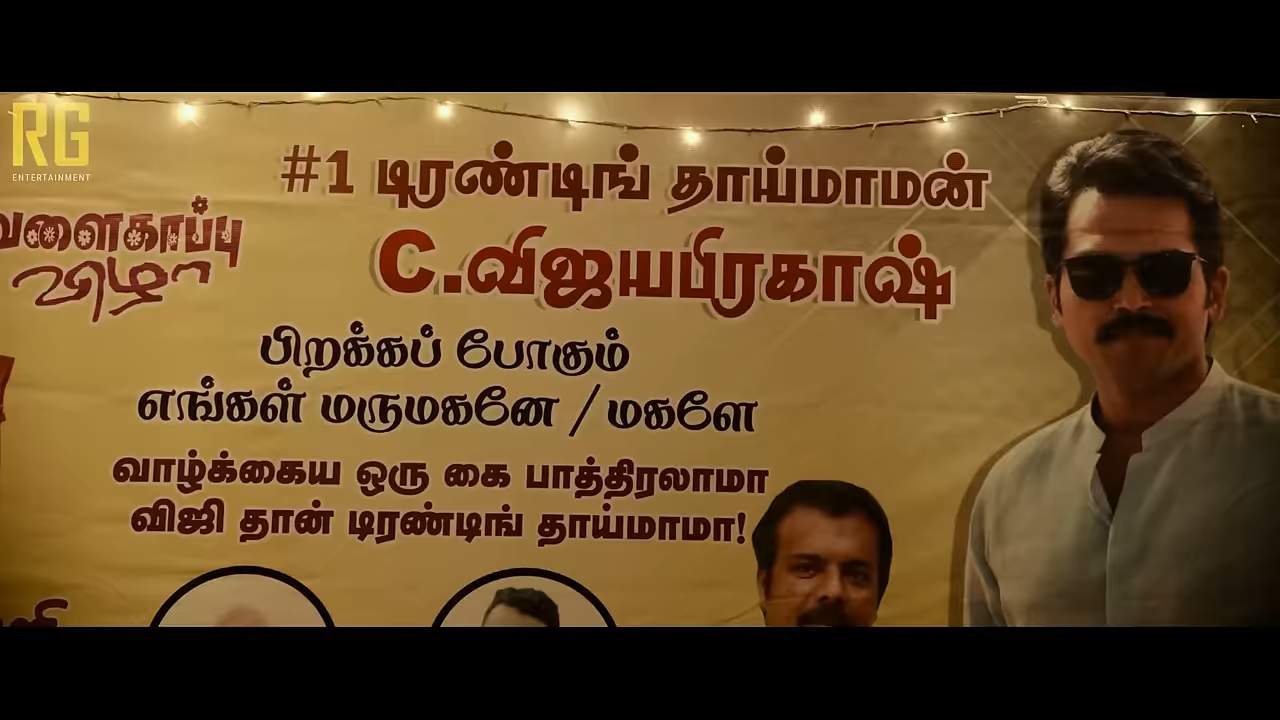 RG
ENTERTAINMENT
#1 டிரண்டிங் தாய்மாமன்
வளைகாப்பு
விழா
C.விஜயபிரகாஷ்
பிறக்கப் போகும்
எங்கள் மருமகனே / மகளே
வாழ்க்கைய ஒரு கை பாத்திரலாமா
விஜி தான் டிரண்டிங் தாய்மாமா!